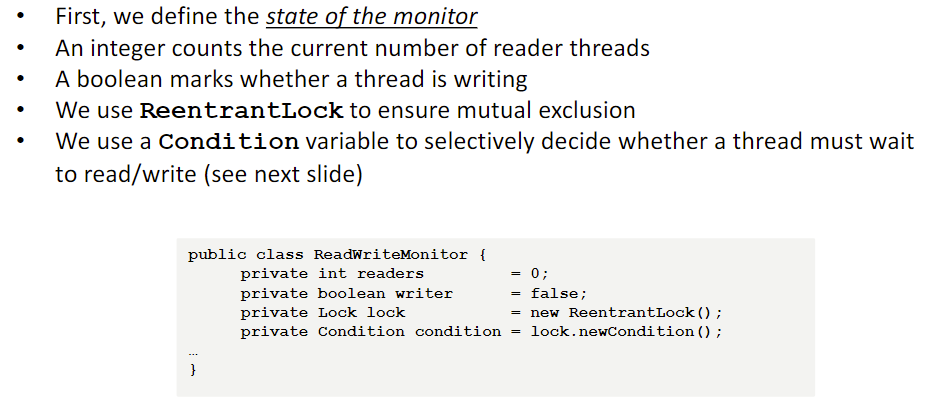 • First, we define the state of the monitor
• An integer counts the current number of reader threads
• A boolean marks whether a thread is writing
• We use ReentrantLock to ensure mutual exclusion
• We use a Condition variable to selectively decide whether a thread must wait
to read/write (see next slide)
public class ReadWriteMonitor {
private int readers = 0;
private boolean writer = false;
private Lock lock = new ReentrantLock();
private Condition condition = lock.newCondition();
…
}